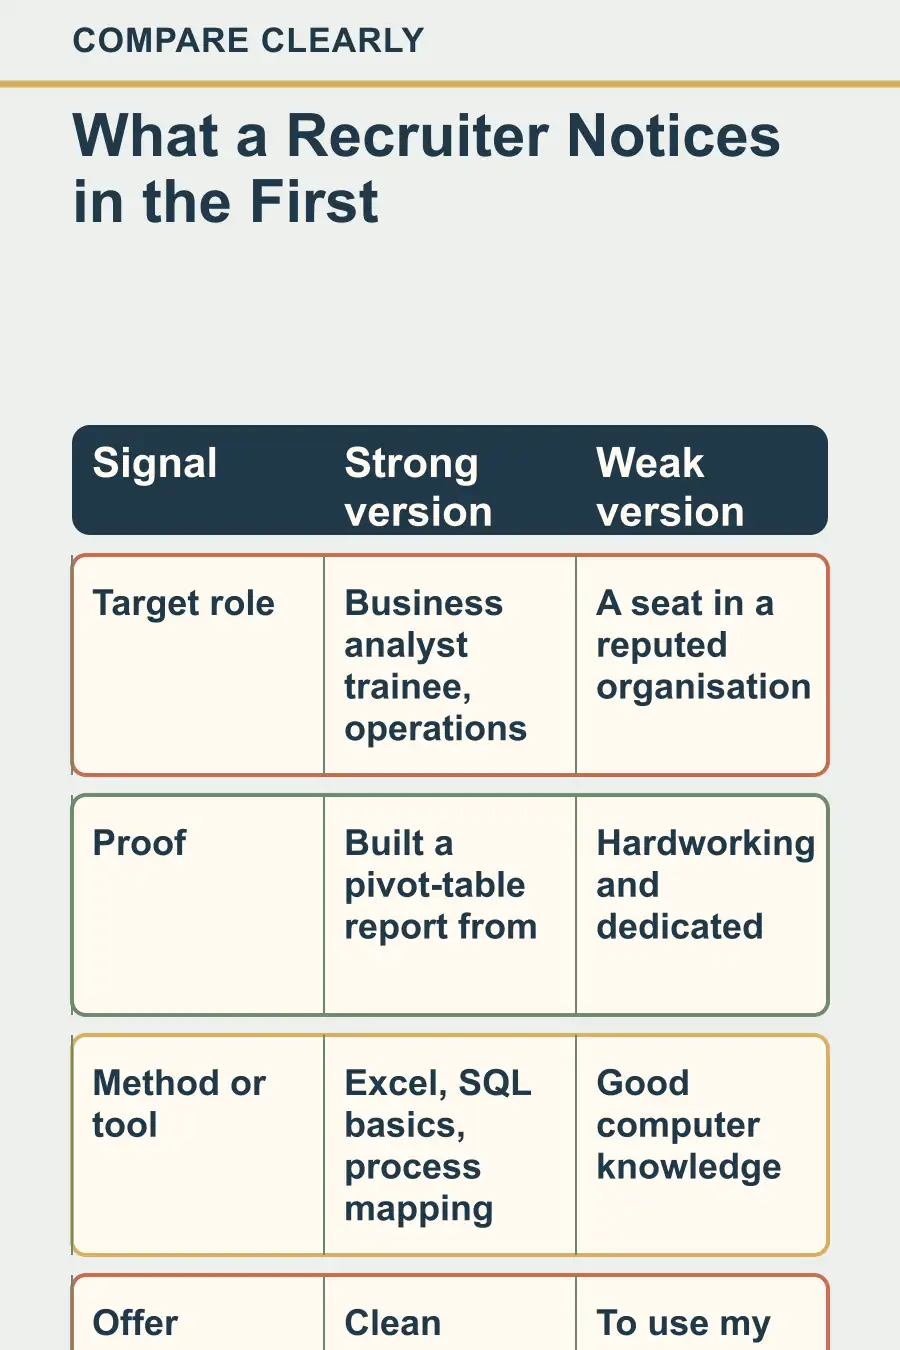 COMPARE CLEARLY
What a Recruiter Notices
in the First
Signal
Strong
version
Weak
version
Target role
Business
analyst
trainee,
operations
A seat in a
reputed
organisation
Proof
Built a
pivot-table
report from
Hardworking
and
dedicated
Method or
tool
Excel, SQL
basics,
process
mapping
Good
computer
knowledge
Offer
Clean
To use my